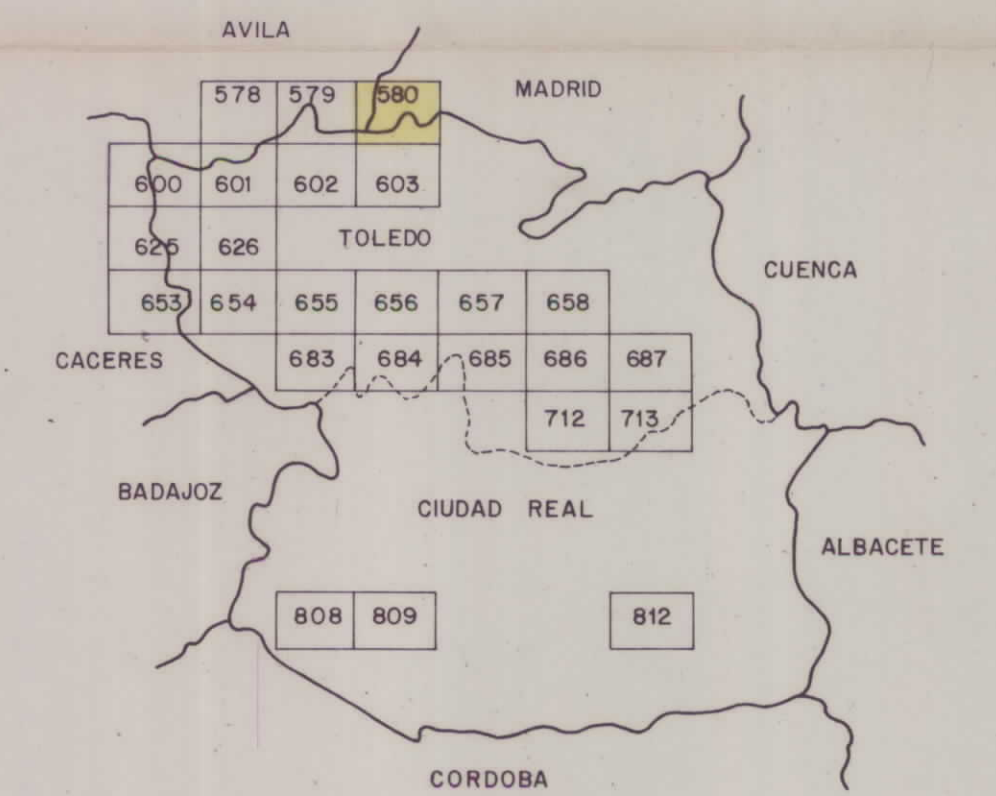 AVILA
578 579 580 MADRID
600 601 602 603
625 626 TOLEDO
CUENCA
653 654 655 656 657 658
CACERES 683 684 685 686 687
712 713
BADAJOZ
CIUDAD REAL
ALBACETE
808 809 812
CORDOBA